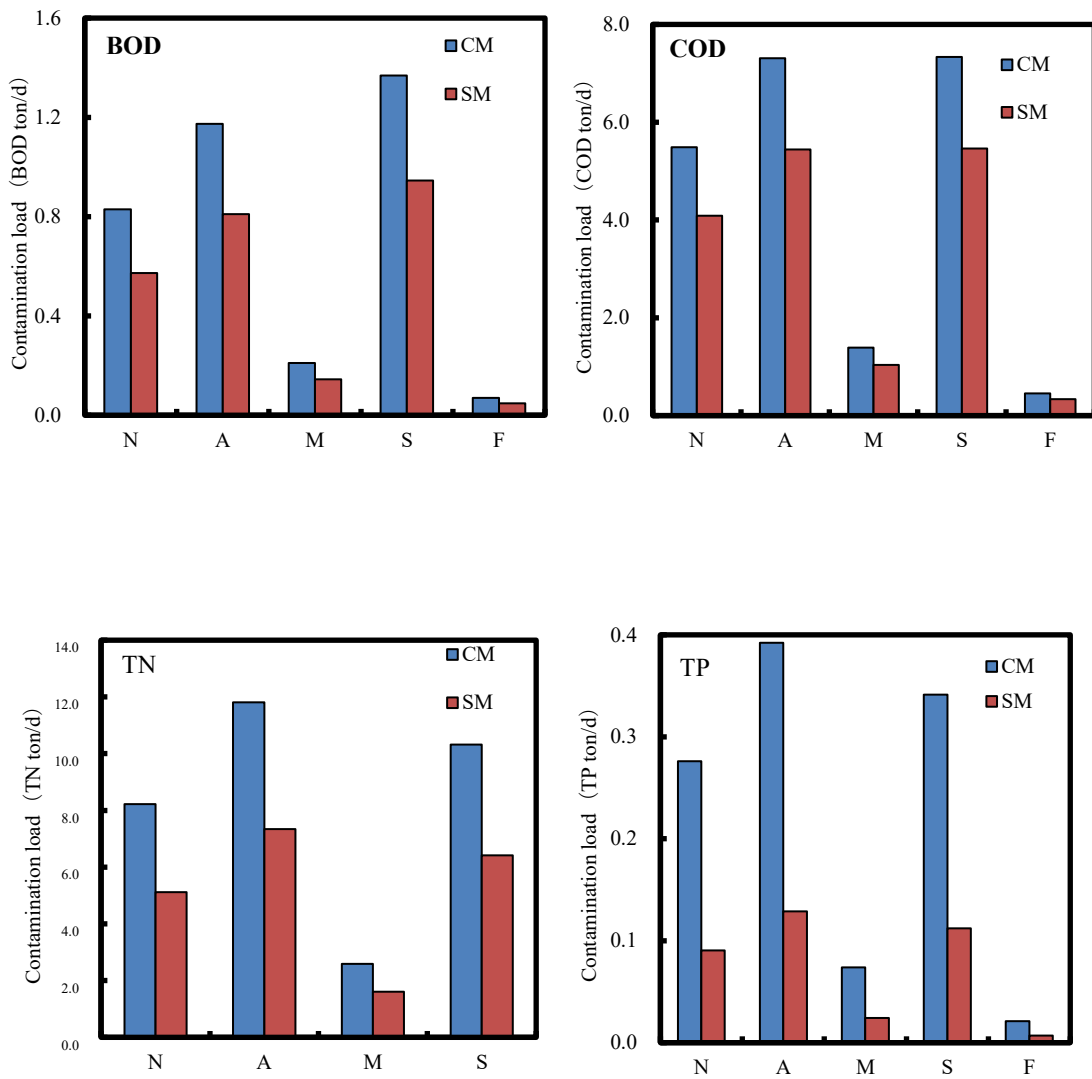 BOD
CM
SM
Contamination load（BOD ton/d)
1.6
1.2
0.8
0.4
0.0
N A M S F
COD
CM
SM
Contamination load（COD ton/d)
8.0
6.0
4.0
2.0
0.0
N A M S F
TN
CM
SM
Contamination load（TN ton/d)
14.0
12.0
10.0
8.0
6.0
4.0
2.0
0.0
N A M S
TP
CM
SM
Contamination load（TP ton/d)
0.4
0.3
0.2
0.1
0.0
N A M S F